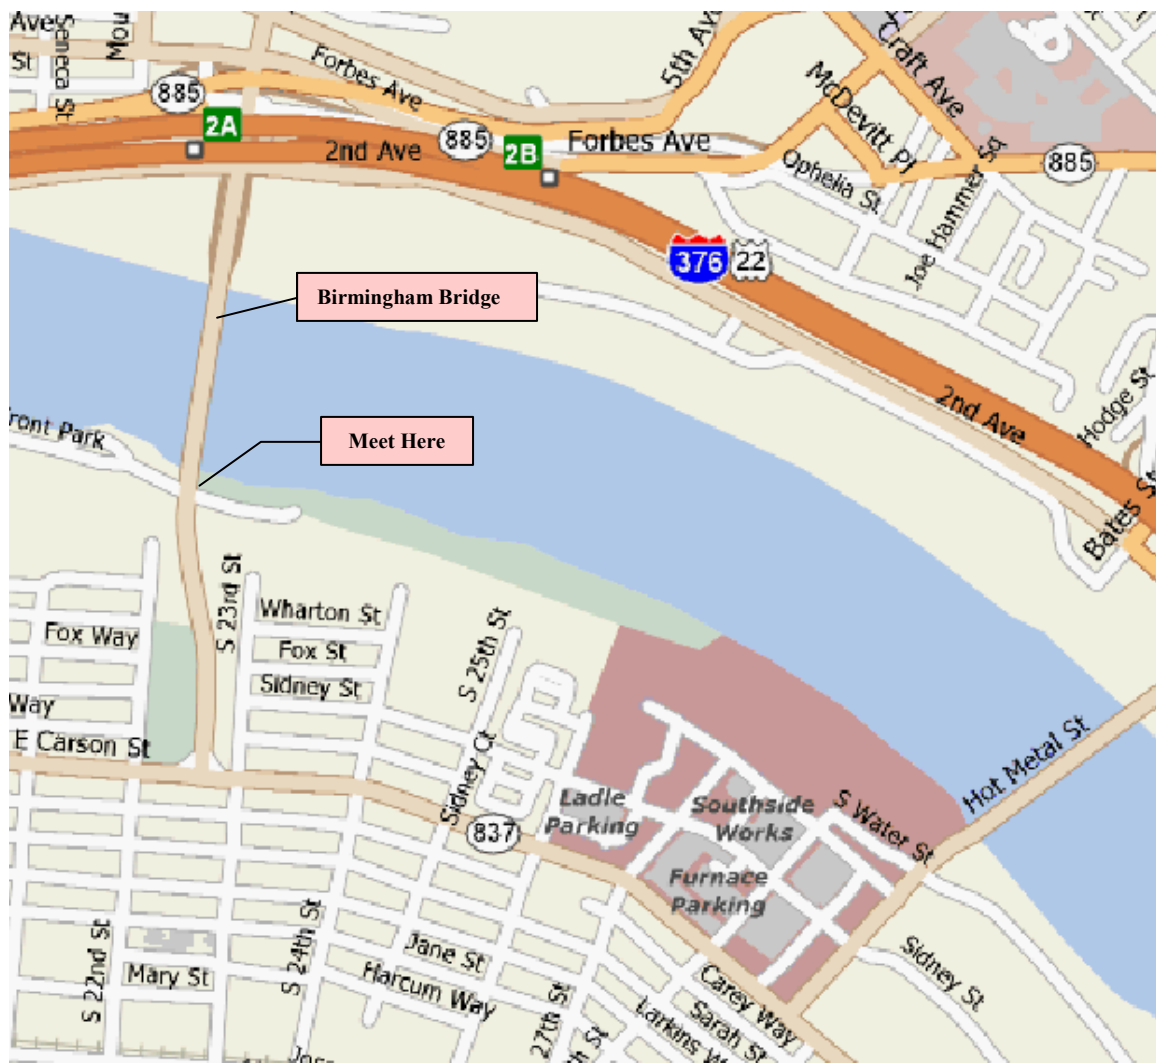 Ave
St
Seneca St
Mou
885
2A
Forbes Ave
5th Ave
Craft Ave
McDevitt Pl
2nd Ave
885
2B
Forbes Ave
885
Ophelia St
Joe Hammer Sq
376
22
Birmingham Bridge
2nd Ave
Hodge St
Bates St
ront Park
Meet Here
S 23rd St
Wharton St
Fox Way
Fox St
S 25th St
Sidney St
Way
E Carson St
Sidney Ct
837
Ladle
Parking
Southside
Works
S Water St
Hot Metal St
Furnace
Parking
S 22nd St
Mary St
S 24th St
Jane St
Harcum Way
27th St
th St
Carey Way
Sarah St
Larkins W
Sidney St
Jos